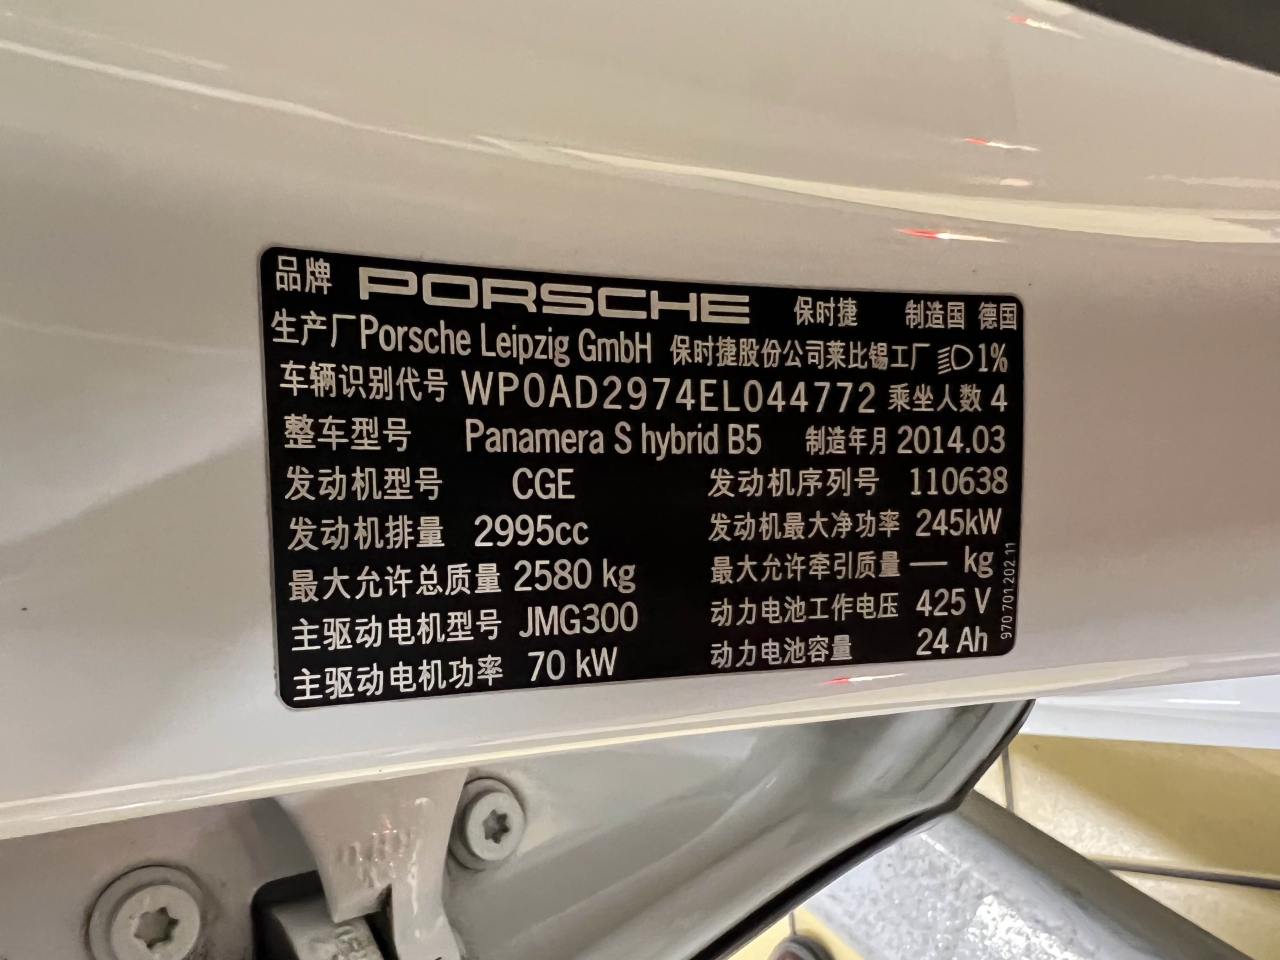 品牌 PORSCHE 保时捷 制造国 德国
生产厂 Porsche Leipzig GmbH 保时捷股份公司莱比锡工厂 1%
车辆识别代号 WP0AD2974EL044772 乘坐人数 4
整车型号 Panamera S hybrid B5 制造年月 2014.03
发动机型号 CGE 发动机序列号 110638
发动机排量 2995cc 发动机最大净功率 245kW
最大允许总质量 2580 kg 最大允许牵引质量 — kg
主驱动电机型号 JMG300 动力电池工作电压 425 V
主驱动电机功率 70 kW 动力电池容量 24 Ah
970.701.202.11